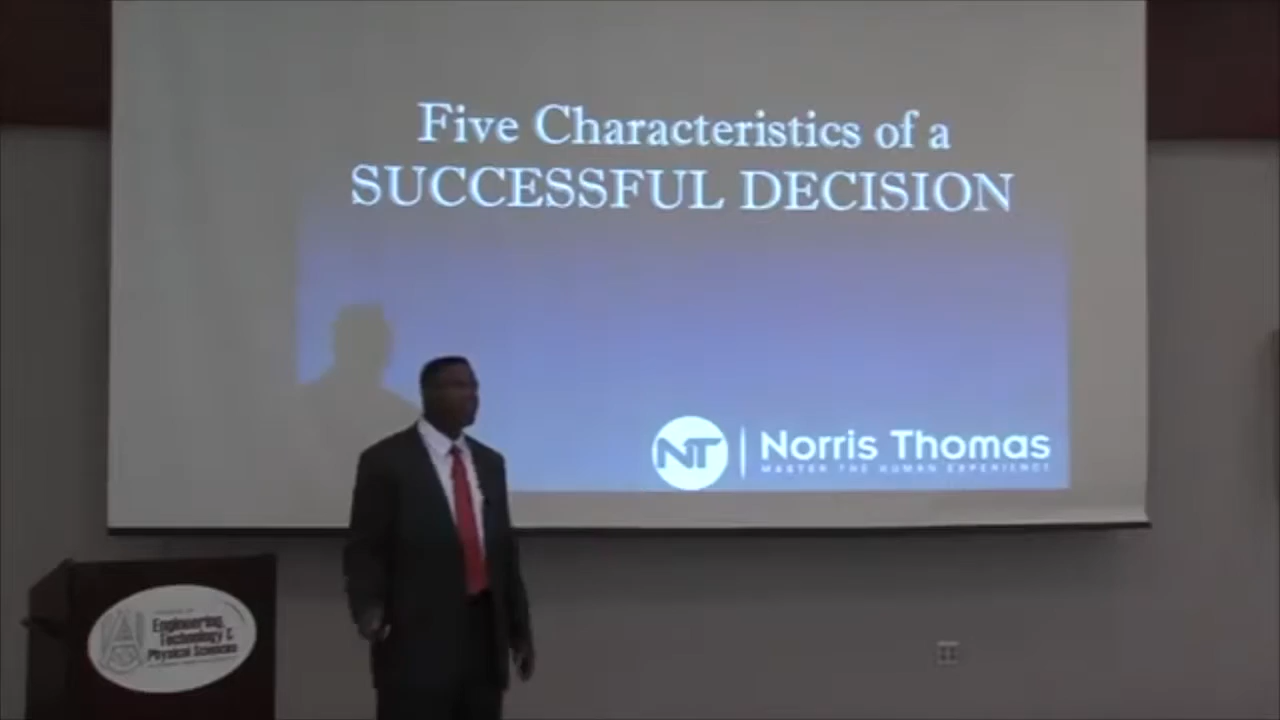 Five Characteristics of a
SUCCESSFUL DECISION
NT
Norris Thomas
MASTER THE HUMAN EXPERIENCE
Engineering,
Technology &
Physical Sciences